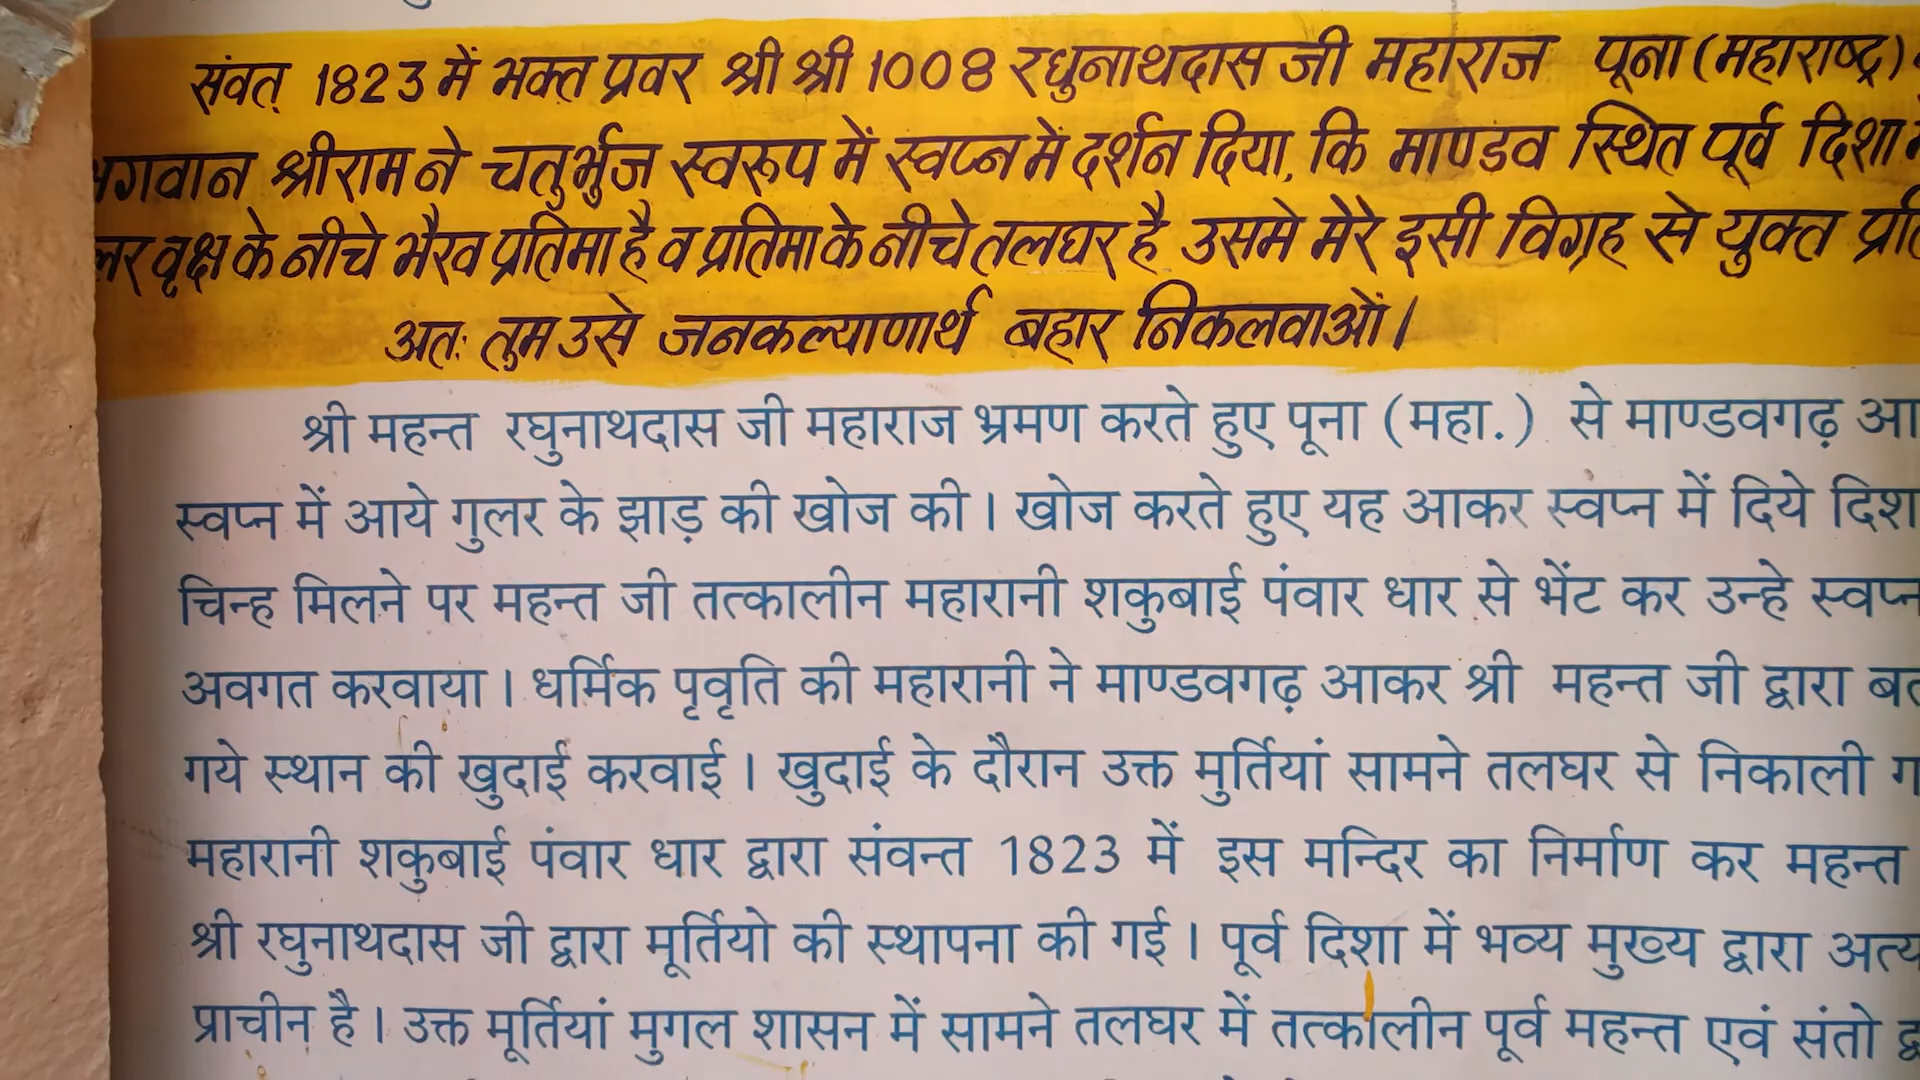 संवत् 1823 में भक्त प्रवर श्री श्री 1008 रघुनाथदास जी महाराज पूना (महाराष्ट्र)
भगवान श्रीराम ने चतुर्भुज स्वरूप में स्वप्न में दर्शन दिया, कि माण्डव स्थित पूर्व दिशा
वृक्ष के नीचे भैरव प्रतिमा है व प्रतिमा के नीचे तलघर है उसमे मेरे इसी विग्रह से युक्त
अतः तुम उसे जनकल्याणार्थ बहार निकलवाओं।
श्री महन्त रघुनाथदास जी महाराज भ्रमण करते हुए पूना (महा.) से माण्डवगढ़ आ
स्वप्न में आये गुलर के झाड़ की खोज की। खोज करते हुए यह आकर स्वप्न में दिये दिश
चिन्ह मिलने पर महन्त जी तत्कालीन महारानी शकुबाई पंवार धार से भेंट कर उन्हे स्वप्न
अवगत करवाया। धर्मिक पृवृति की महारानी ने माण्डवगढ़ आकर श्री महन्त जी द्वारा
गये स्थान की खुदाई करवाई। खुदाई के दौरान उक्त मुर्तियां सामने तलघर से निकाली ग
महारानी शकुबाई पंवार धार द्वारा संवन्त 1823 में इस मन्दिर का निर्माण कर महन्त
श्री रघुनाथदास जी द्वारा मूर्तियो की स्थापना की गई। पूर्व दिशा में भव्य मुख्य द्वारा अत्य
प्राचीन है। उक्त मूर्तियां मुगल शासन में सामने तलघर में तत्कालीन पूर्व महन्त एवं संतो